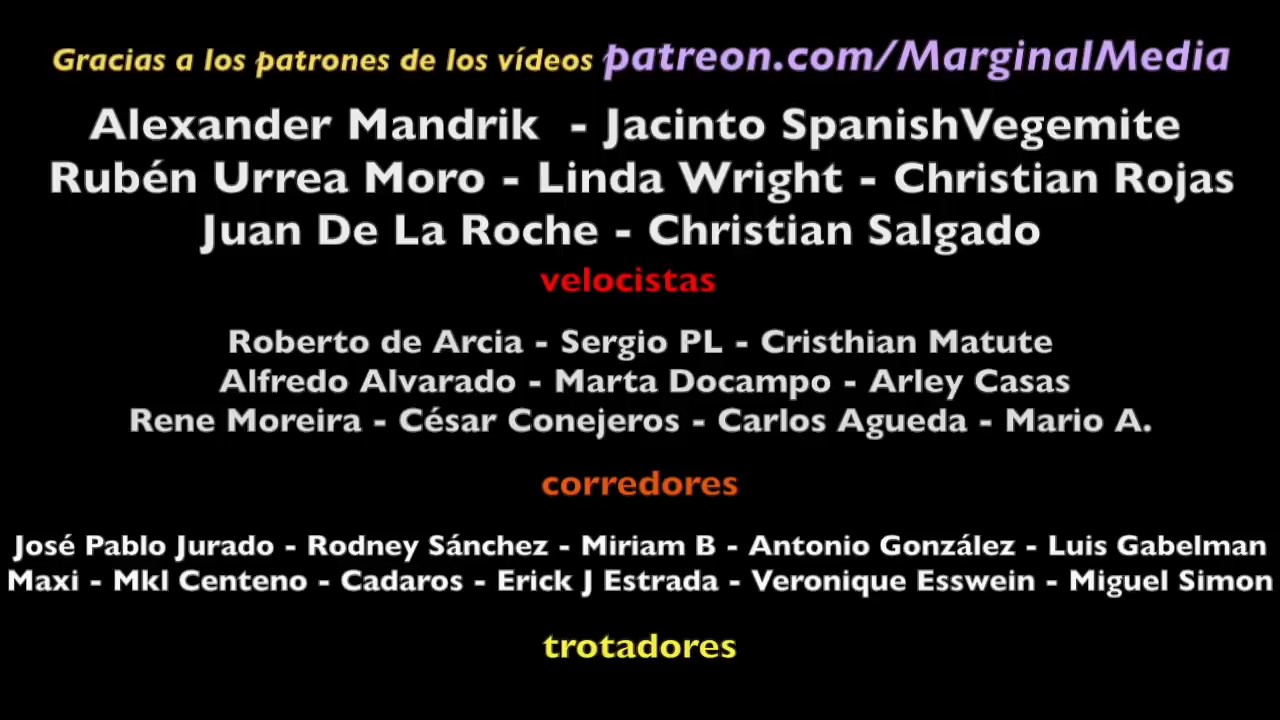 Gracias a los patrones de los vídeos patreon.com/MarginalMedia
Alexander Mandrik - Jacinto SpanishVegemite
Rubén Urrea Moro - Linda Wright - Christian Rojas
Juan De La Roche - Christian Salgado
velocistas
Roberto de Arcia - Sergio PL - Cristhian Matute
Alfredo Alvarado - Marta Docampo - Arley Casas
Rene Moreira - César Conejeros - Carlos Agueda - Mario A.
corredores
José Pablo Jurado - Rodney Sánchez - Miriam B - Antonio González - Luis Gabelman
Maxi - Mkl Centeno - Cadaros - Erick J Estrada - Veronique Esswein - Miguel Simon
trotadores